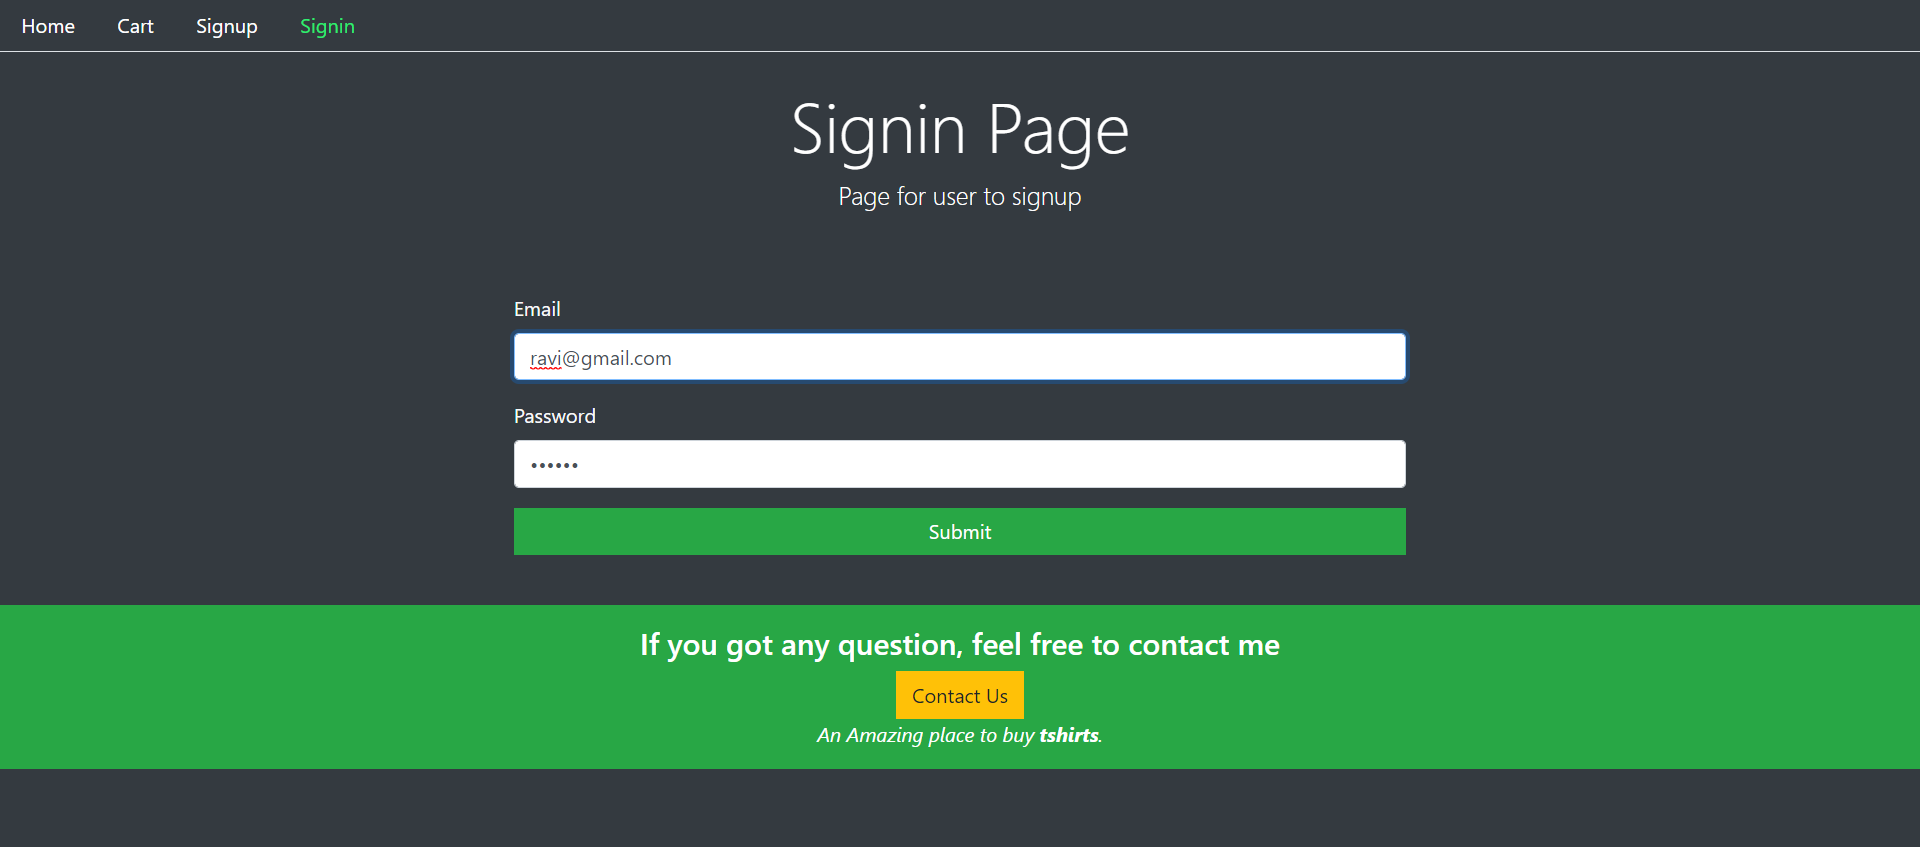 Home Cart Signup Signin
Signin Page
Page for user to signup
Email
ravi@gmail.com
Password
••••••
Submit
If you got any question, feel free to contact me
Contact Us
An Amazing place to buy tshirts.